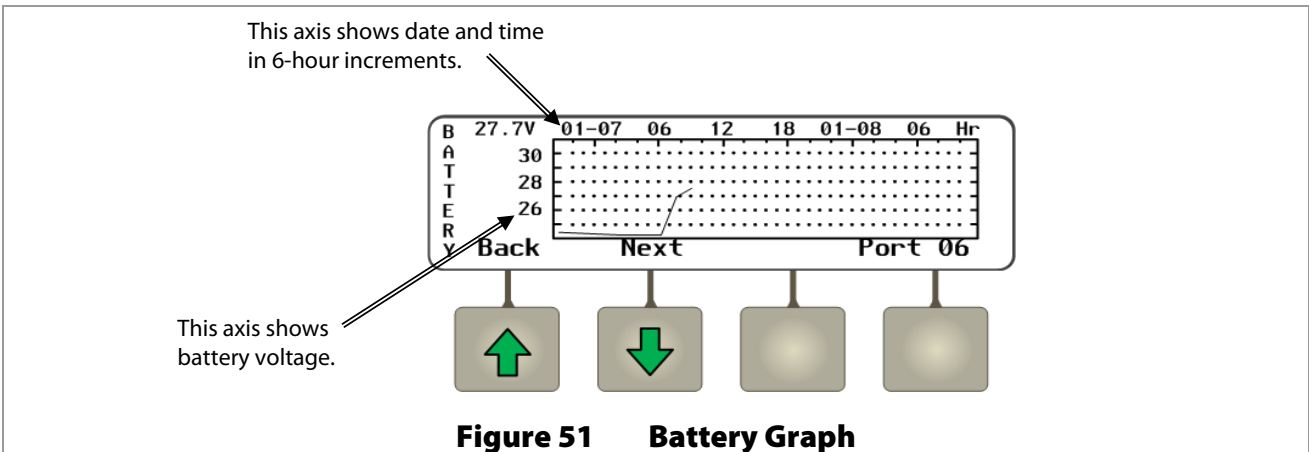 This axis shows date and time
in 6-hour increments.
BATTERY
27.7V 01-07 06 12 18 01-08 06 Hr
30
28
26
Back Next Port 06
This axis shows
battery voltage.
Figure 51 Battery Graph